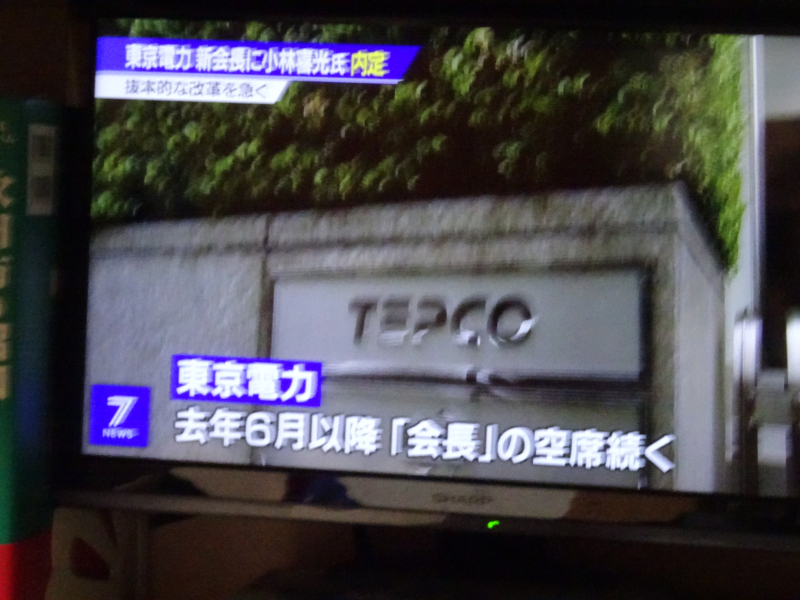 東京電力 新会長に小林喜光氏 内定
抜本的な改革を急ぐ
TEPCO
東京電力
去年6月以降「会長」の空席続く
7
NEWS
SHARP